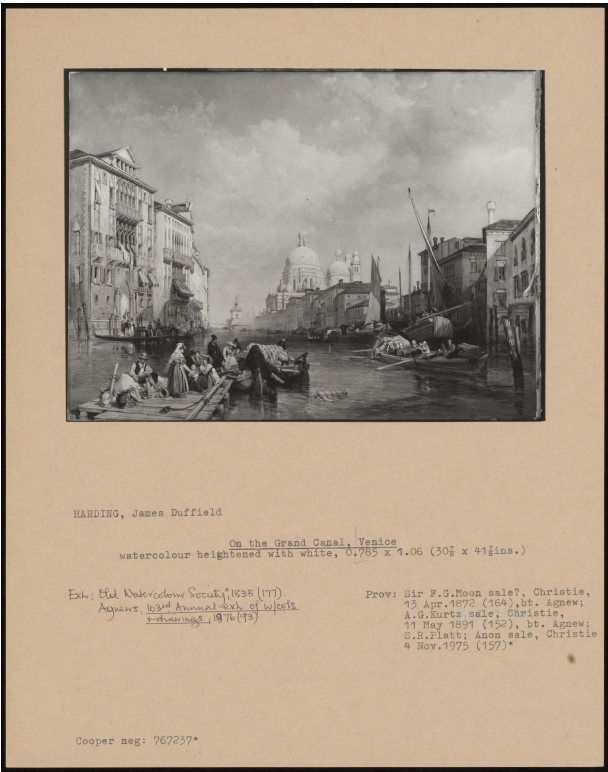 HARDING, James Duffield
On the Grand Canal, Venice
watercolour heightened with white, 0.785 x 1.06 (30⅞ x 41⅞ins.)
Exh: Old Watercolour Society, 1835 (177).
Agnews, 103rd Annual exh. of w/cols
& drawings, 1976 (93)
Prov: Sir F.G.Moon sale?, Christie,
13 Apr.1872 (164),bt. Agnew;
A.G.Kurtz sale, Christie,
11 May 1891 (152), bt. Agnew;
S.R.Platt; Anon sale, Christie
4 Nov.1975 (157)*
Cooper neg: 767237*